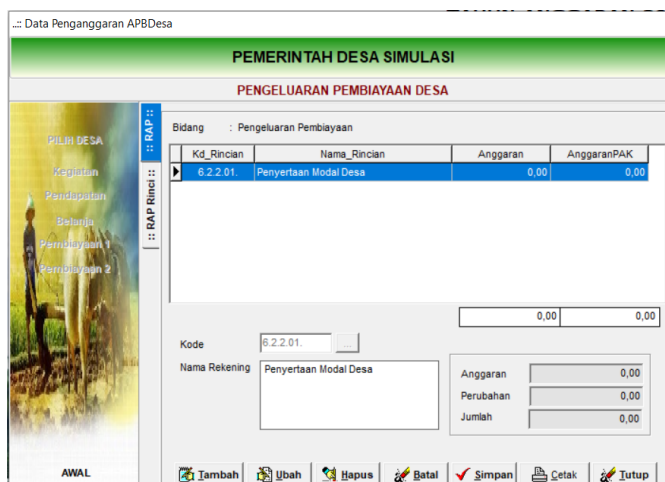 ..:: Data Penganggaran APBDesa
PEMERINTAH DESA SIMULASI
PENGELUARAN PEMBIAYAAN DESA
PILIH DESA
Kegiatan
Pendapatan
Belanja
Pembiayaan 1
Pembiayaan 2
AWAL
:: RAP ::
:: RAP Rinci ::
Bidang : Pengeluaran Pembiayaan
Kd_Rincian Nama_Rincian Anggaran AnggaranPAK
6.2.2.01. Penyertaan Modal Desa 0,00 0,00
0,00 0,00
Kode 6.2.2.01. ...
Nama Rekening Penyertaan Modal Desa
Anggaran 0,00
Perubahan 0,00
Jumlah 0,00
Tambah Ubah Hapus Batal Simpan Cetak Tutup